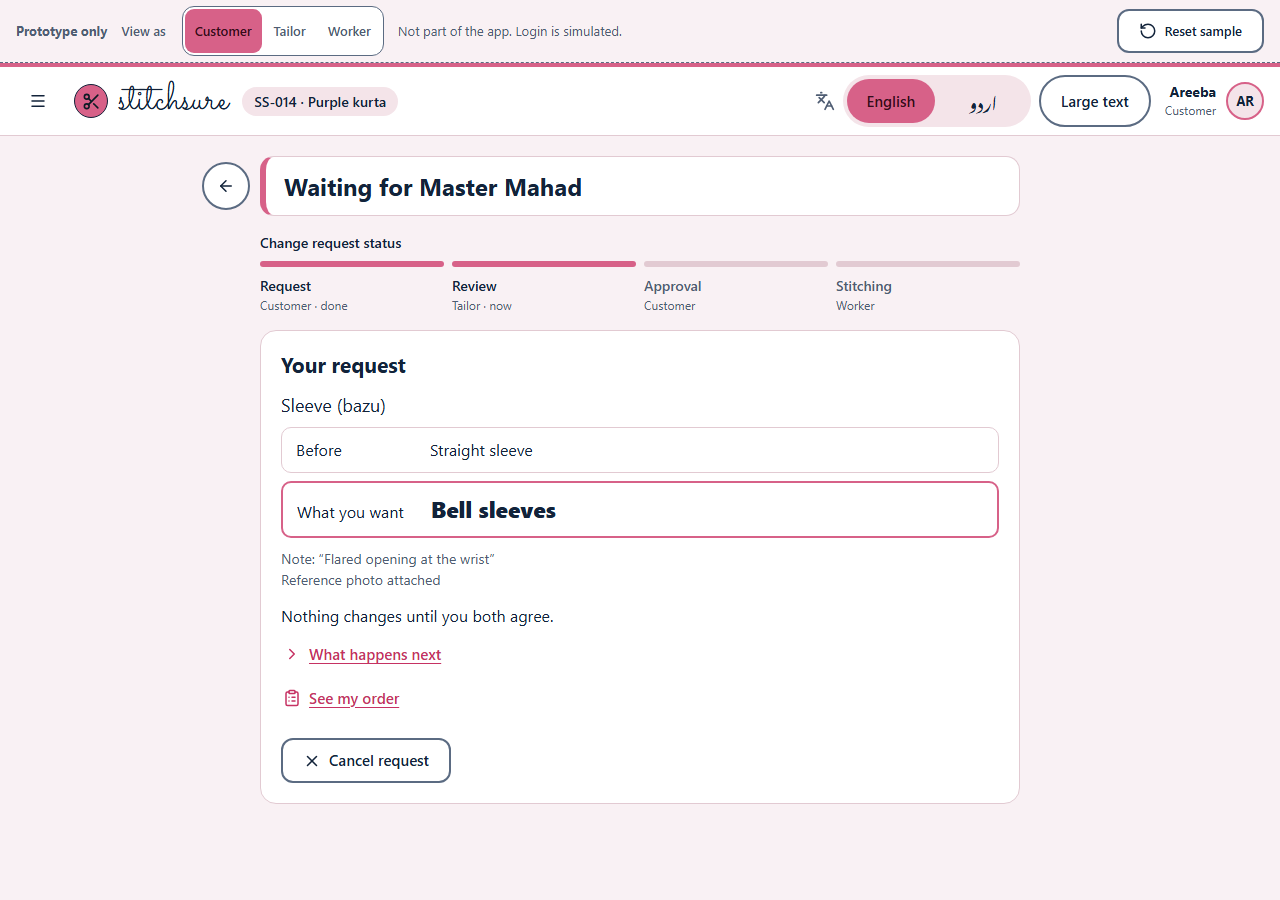 Prototype only View as Customer Tailor Worker Not part of the app. Login is simulated. Reset sample
stitchsure SS-014 · Purple kurta English اردو Large text Areeba AR
Customer
Waiting for Master Mahad
Change request status
Request Review Approval Stitching
Customer · done Tailor · now Customer Worker
Your request
Sleeve (bazu)
Before Straight sleeve
What you want Bell sleeves
Note: “Flared opening at the wrist”
Reference photo attached
Nothing changes until you both agree.
What happens next
See my order
Cancel request